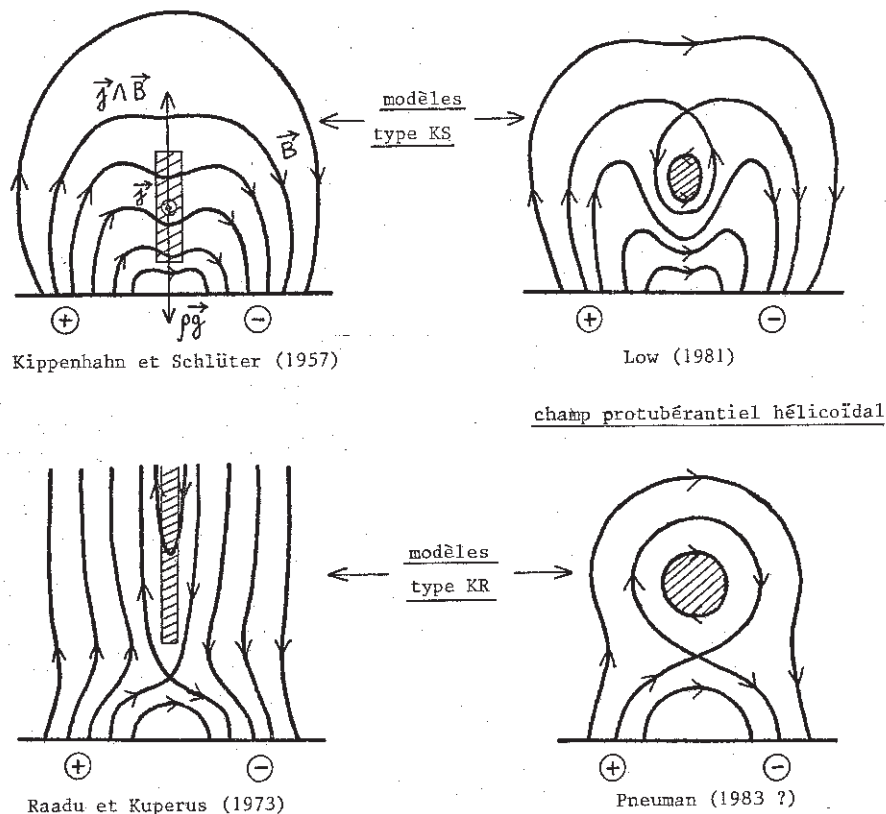 j⃗ ∧ B⃗
modèles
type KS
B⃗
j⃗
ρg⃗
+
−
+
−
Kippenhahn et Schlüter (1957)
Low (1981)
champ protubérantiel hélicoïdal
modèles
type KR
+
−
+
−
Raadu et Kuperus (1973)
Pneuman (1983 ?)